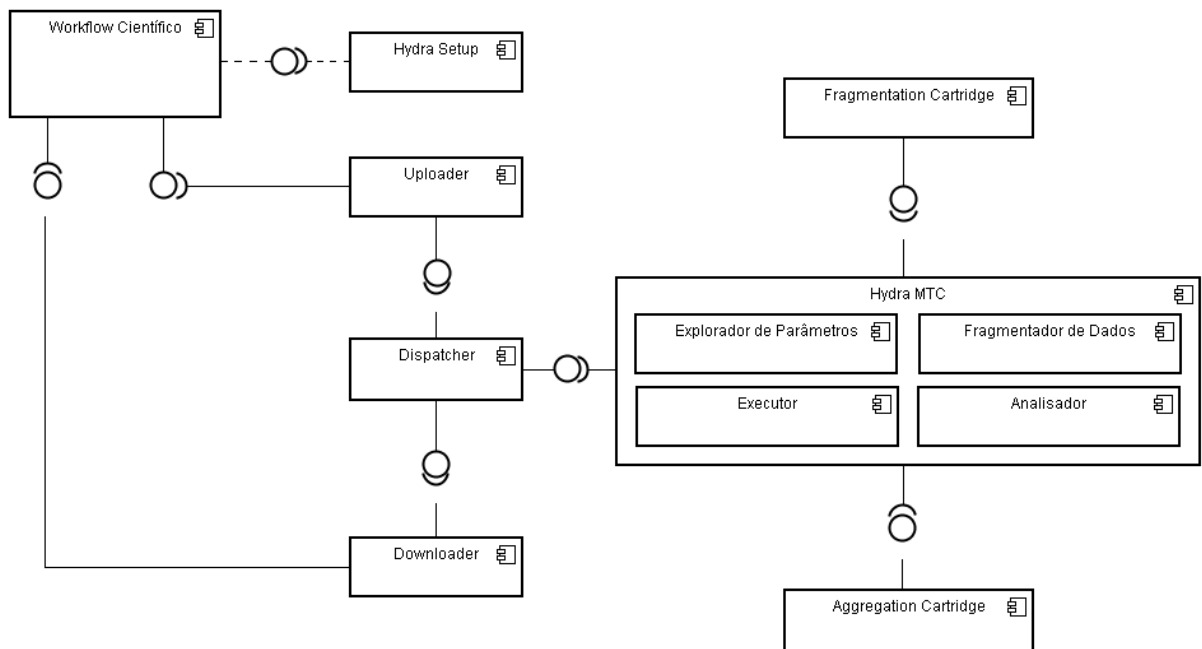 Workflow Científico
Hydra Setup
Fragmentation Cartridge
Uploader
Hydra MTC
Explorador de Parâmetros
Fragmentador de Dados
Dispatcher
Executor
Analisador
Downloader
Aggregation Cartridge